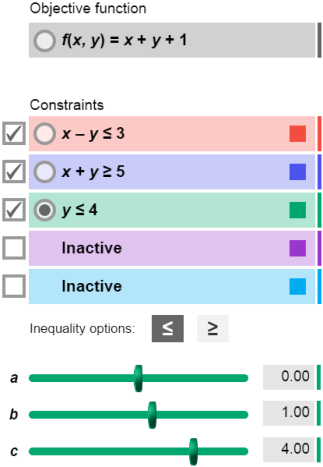 Objective function
f(x, y) = x + y + 1
Constraints
x – y ≤ 3
x + y ≥ 5
y ≤ 4
Inactive
Inactive
Inequality options: ≤ ≥
a 0.00
b 1.00
c 4.00